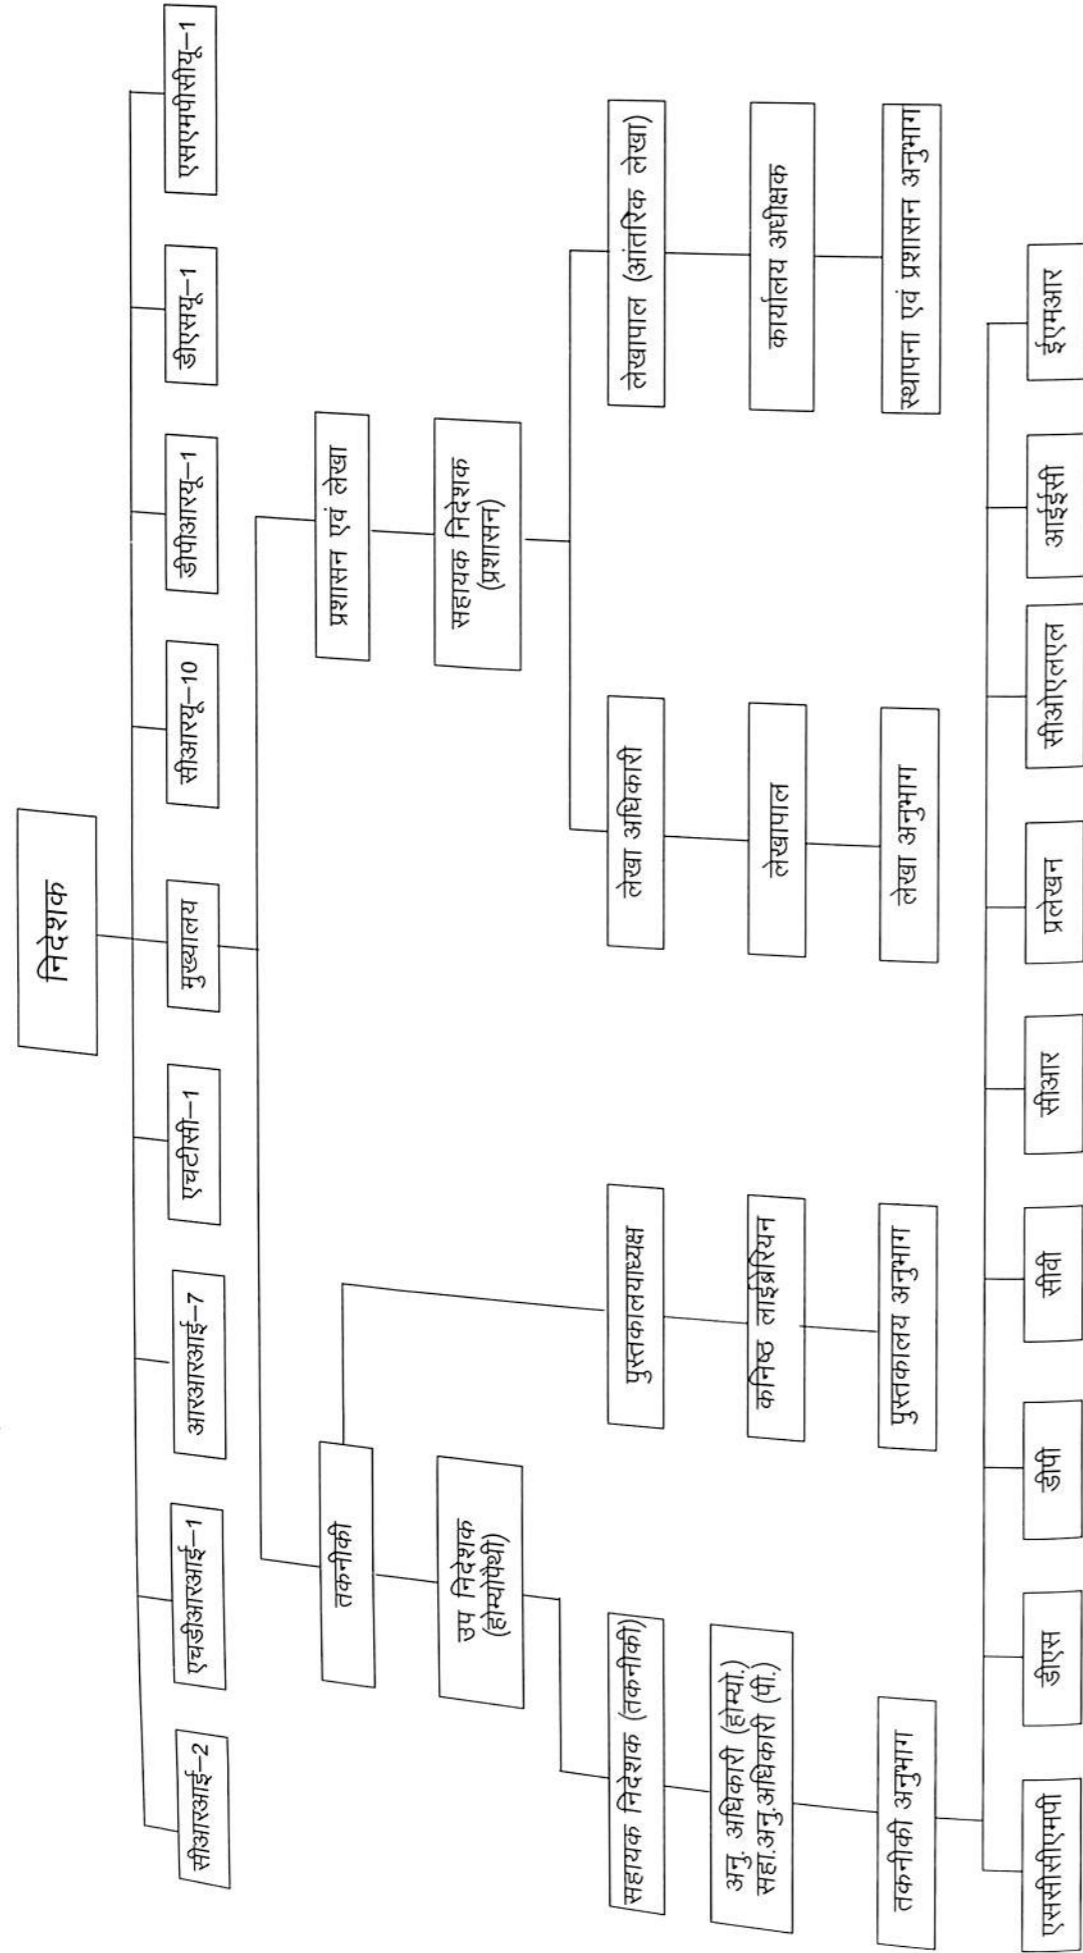 निदेशक
सीआरआई–2
एचडीआरआई–1
आरआरआई–7
एचटीसी–1
मुख्यालय
सीआरयू–10
डीपीआरयू–1
डीएसयू–1
एसएमपीसीयू–1
तकनीकी
प्रशासन एवं लेखा
उप निदेशक
(होम्योपैथी)
सहायक निदेशक
(प्रशासन)
सहायक निदेशक (तकनीकी)
पुस्तकालयाध्यक्ष
लेखा अधिकारी
लेखापाल (आंतरिक लेखा)
अनु. अधिकारी (होम्यो.)
सहा.अनु.अधिकारी (पी.)
कनिष्ठ लाईब्रेरियन
लेखापाल
कार्यालय अधीक्षक
तकनीकी अनुभाग
पुस्तकालय अनुभाग
लेखा अनुभाग
स्थापना एवं प्रशासन अनुभाग
एससीसीएमपी
डीएस
डीपी
सीवी
सीआर
प्रलेखन
सीओएलएल
आईईसी
ईएमआर